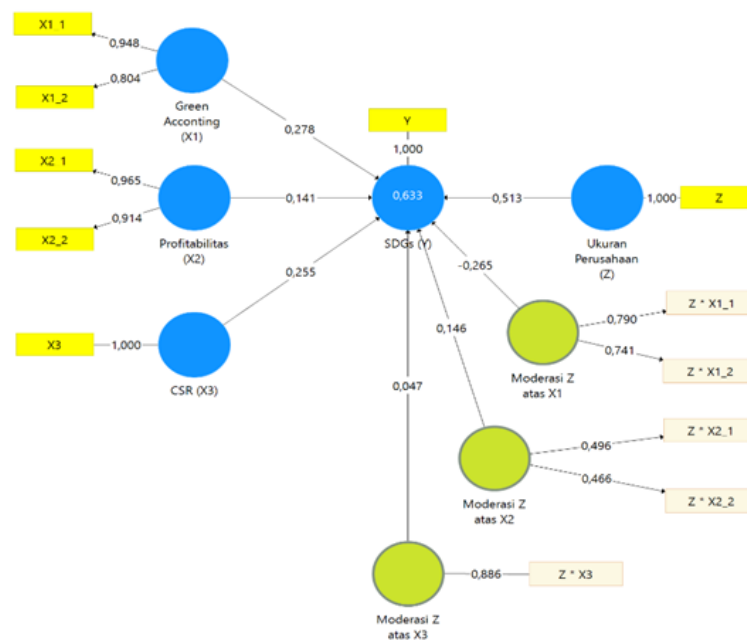 X1_1
0,948
0,804
X1_2
Green
Acconting
(X1)
0,278
Y
1,000
X2_1
0,965
0,914
X2_2
Profitabilitas
(X2)
0,141
0,633
SDGs (Y)
0,513
Ukuran
Perusahaan
(Z)
1,000
Z
0,255
X3
1,000
CSR (X3)
-0,265
0,146
0,047
Moderasi Z
atas X1
0,790
0,741
Z * X1_1
Z * X1_2
Moderasi Z
atas X2
0,496
0,466
Z * X2_1
Z * X2_2
Moderasi Z
atas X3
0,886
Z * X3